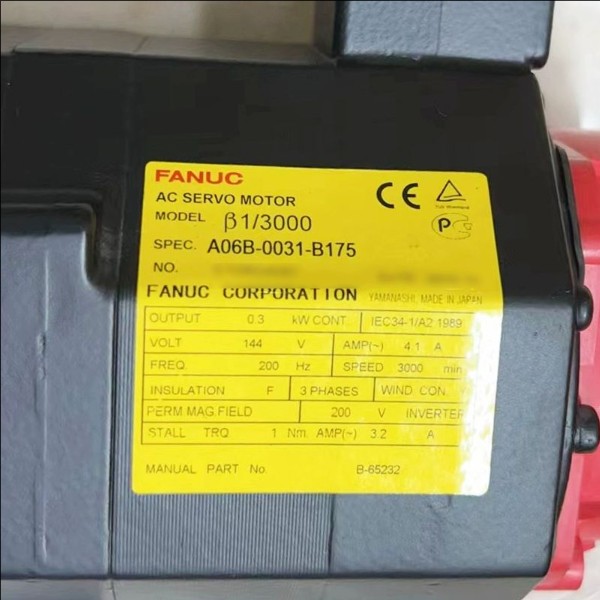 FANUC
AC SERVO MOTOR
MODEL β1/3000
SPEC. A06B-0031-B175
NO.
FANUC CORPORATION YAMANASHI, MADE IN JAPAN
OUTPUT 0.3 kW CONT. IEC34-1/A2 1989
VOLT 144 V AMP(~) 4.1 A
FREQ. 200 Hz SPEED 3000 min
INSULATION F 3 PHASES WIND CON.
PERM MAG FIELD 200 V INVERTER
STALL TRQ. 1 Nm AMP(~) 3.2 A
MANUAL PART No. B-65232
CE